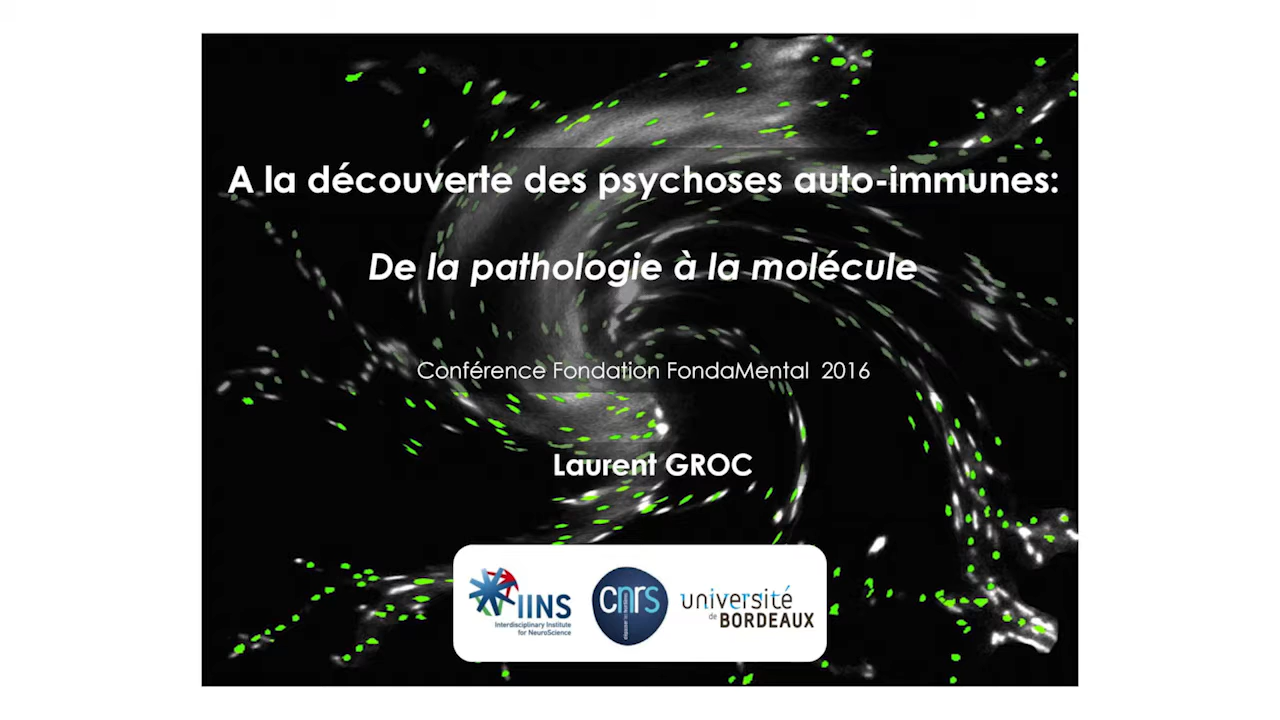 A la découverte des psychoses auto-immunes:
De la pathologie à la molécule
Conférence Fondation FondaMental 2016
Laurent GROC
IINS
Interdisciplinary Institute
for NeuroScience
cnrs
université
de BORDEAUX